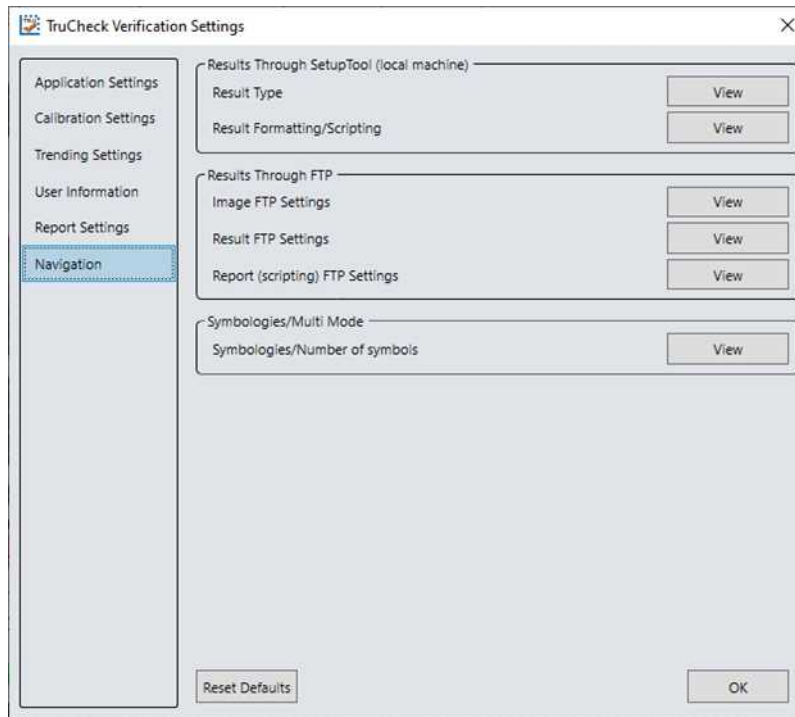 TruCheck Verification Settings
Application Settings
Calibration Settings
Trending Settings
User Information
Report Settings
Navigation
Results Through SetupTool (local machine)
Result Type View
Result Formatting/Scripting View
Results Through FTP
Image FTP Settings View
Result FTP Settings View
Report (scripting) FTP Settings View
Symbologies/Multi Mode
Symbologies/Number of symbols View
Reset Defaults OK